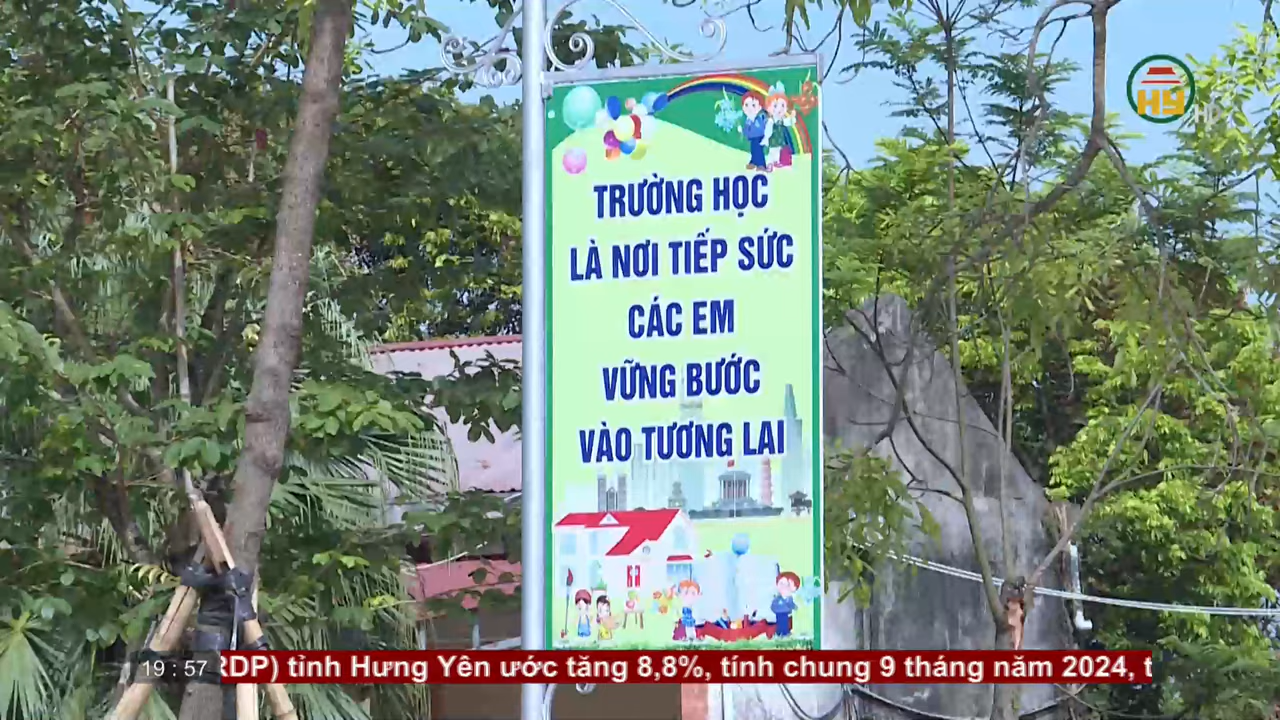 HY
HD
TRƯỜNG HỌC
LÀ NƠI TIẾP SỨC
CÁC EM
VỮNG BƯỚC
VÀO TƯƠNG LAI
19:57
RDP) tỉnh Hưng Yên ước tăng 8,8%, tính chung 9 tháng năm 2024, t